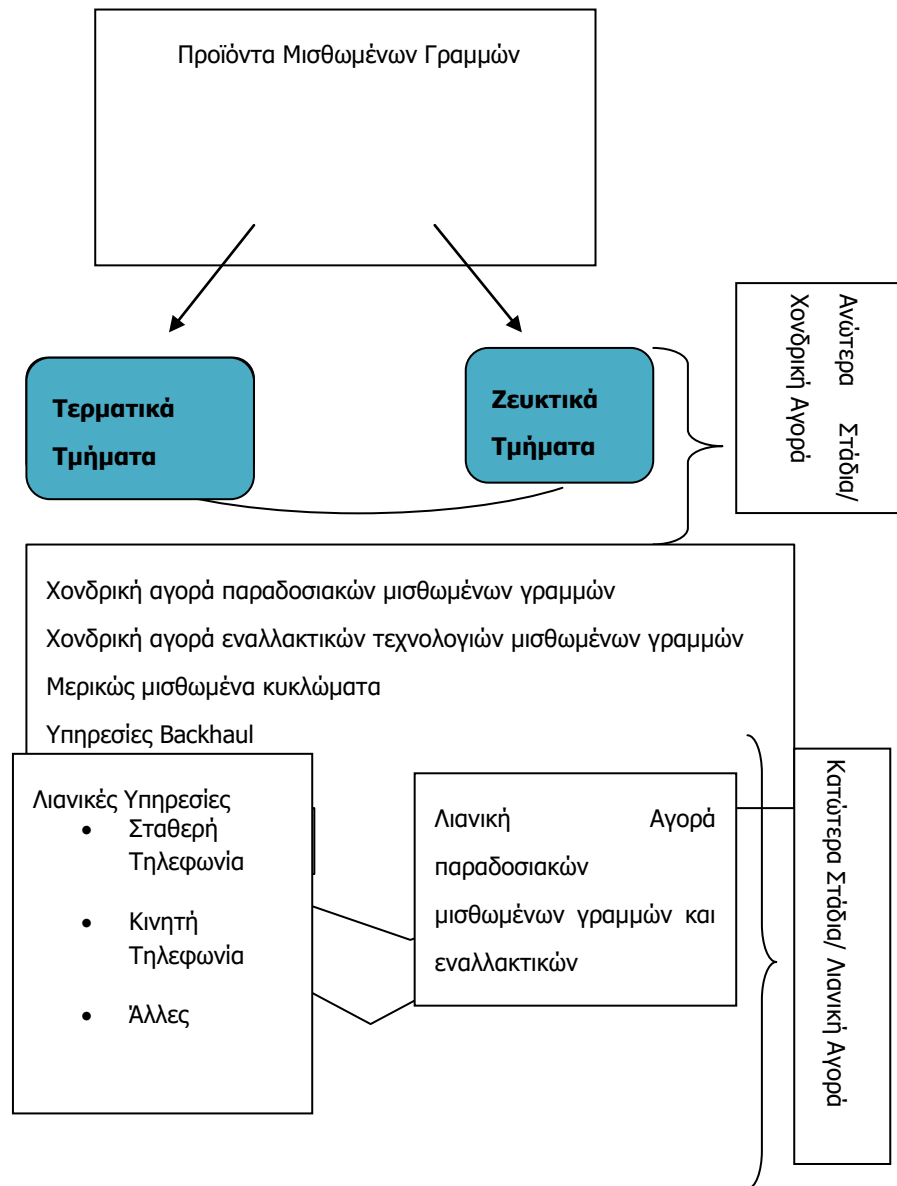 Προϊόντα Μισθωμένων Γραμμών
Ανώτερα Στάδια/
Χονδρική Αγορά
Τερματικά
Τμήματα
Ζευκτικά
Τμήματα
Χονδρική αγορά παραδοσιακών μισθωμένων γραμμών
Χονδρική αγορά εναλλακτικών τεχνολογιών μισθωμένων γραμμών
Μερικώς μισθωμένα κυκλώματα
Υπηρεσίες Backhaul
Λιανικές Υπηρεσίες
• Σταθερή
Τηλεφωνία
• Κινητή
Τηλεφωνία
• Άλλες
Λιανική Αγορά
παραδοσιακών
μισθωμένων γραμμών και
εναλλακτικών
Κατώτερα Στάδια/ Λιανική Αγορά